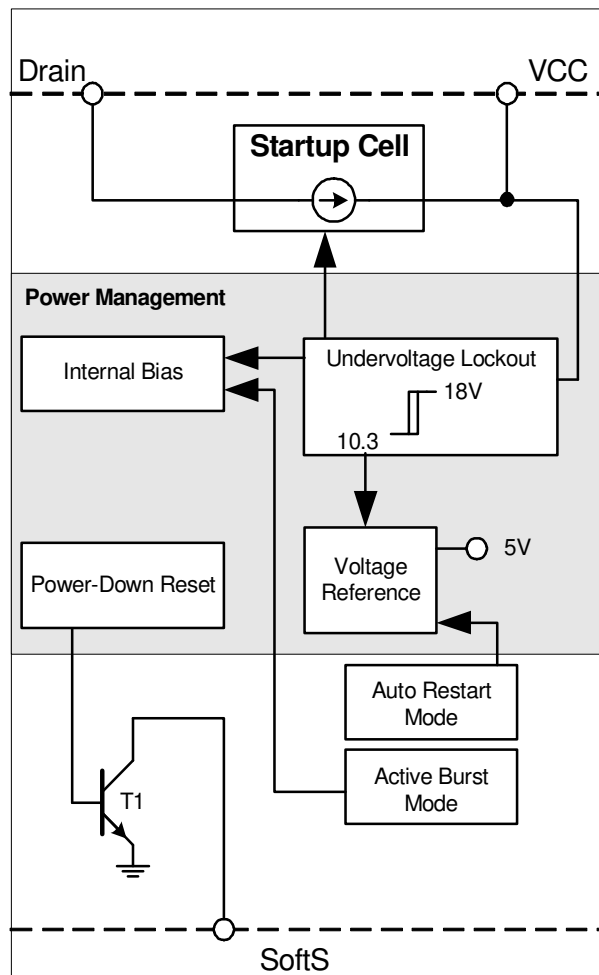 Drain
VCC
Startup Cell
Power Management
Internal Bias
Undervoltage Lockout
18V
10.3
Power-Down Reset
Voltage
Reference
5V
Auto Restart
Mode
T1
Active Burst
Mode
SoftS